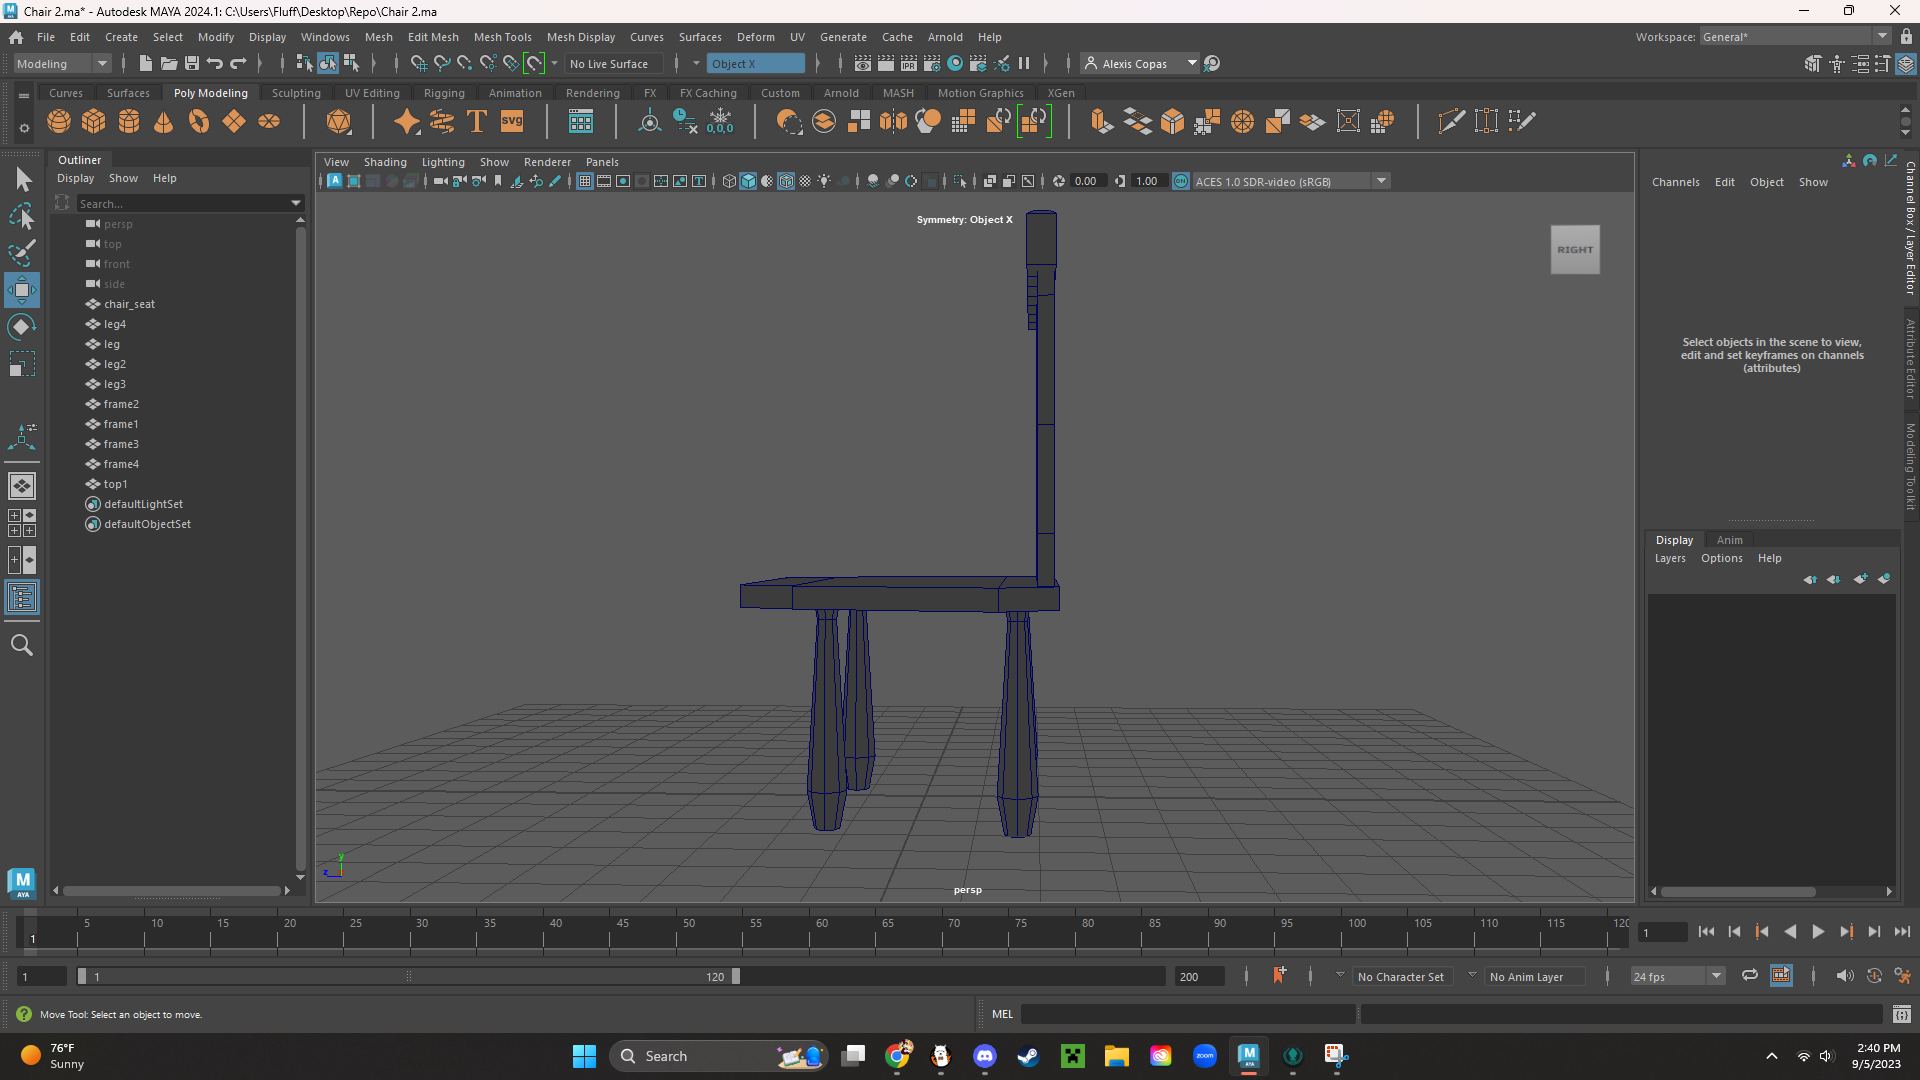 Chair 2.ma* - Autodesk MAYA 2024.1: C:\Users\Fluff\Desktop\Repo\Chair 2.ma
File Edit Create Select Modify Display Windows Mesh Edit Mesh Mesh Tools Mesh Display Curves Surfaces Deform UV Generate Cache Arnold Help
Workspace: General*
Modeling
No Live Surface
Object X
Alexis Copas
Curves Surfaces Poly Modeling Sculpting UV Editing Rigging Animation Rendering FX FX Caching Custom Arnold MASH Motion Graphics XGen
T
svg
0,0,0
IPR
Outliner
Display Show Help
Search...
persp
top
front
side
chair_seat
leg4
leg
leg2
leg3
frame2
frame1
frame3
frame4
top1
defaultLightSet
defaultObjectSet
View Shading Lighting Show Renderer Panels
0.00
1.00
ON
ACES 1.0 SDR-video (sRGB)
Symmetry: Object X
RIGHT
y
z
persp
Channels Edit Object Show
Select objects in the scene to view,
edit and set keyframes on channels
(attributes)
Channel Box / Layer Editor
Attribute Editor
Modeling Toolkit
Display Anim
Layers Options Help
M
AYA
5 10 15 20 25 30 35 40 45 50 55 60 65 70 75 80 85 90 95 100 105 110 115 120
1
1
1
1
120
200
No Character Set
No Anim Layer
24 fps
Move Tool: Select an object to move.
MEL
76°F
Sunny
Search
zoom
M
AYA
2:40 PM
9/5/2023